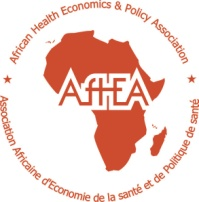 African Health Economics & Policy Association
AfHEA
Association Africaine d'Economie de la santé et de Politique de santé